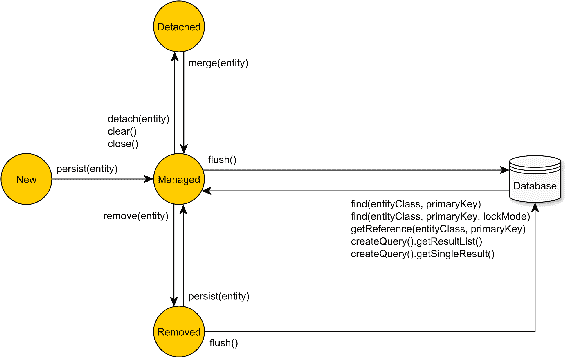 Detached
merge(entity)
detach(entity)
clear()
close()
New
persist(entity)
Managed
flush()
Database
find(entityClass, primaryKey)
find(entityClass, primaryKey, lockMode)
getReference(entityClass, primaryKey)
createQuery().getResultList()
createQuery().getSingleResult()
remove(entity)
persist(entity)
Removed
flush()